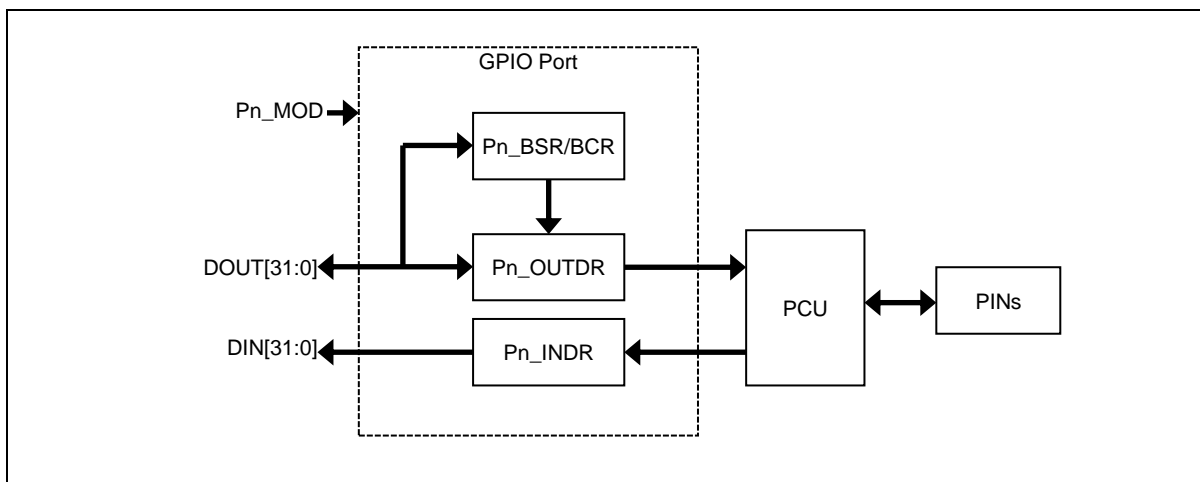 GPIO Port
Pn_MOD
Pn_BSR/BCR
DOUT[31:0]
Pn_OUTDR
PCU
PINs
DIN[31:0]
Pn_INDR